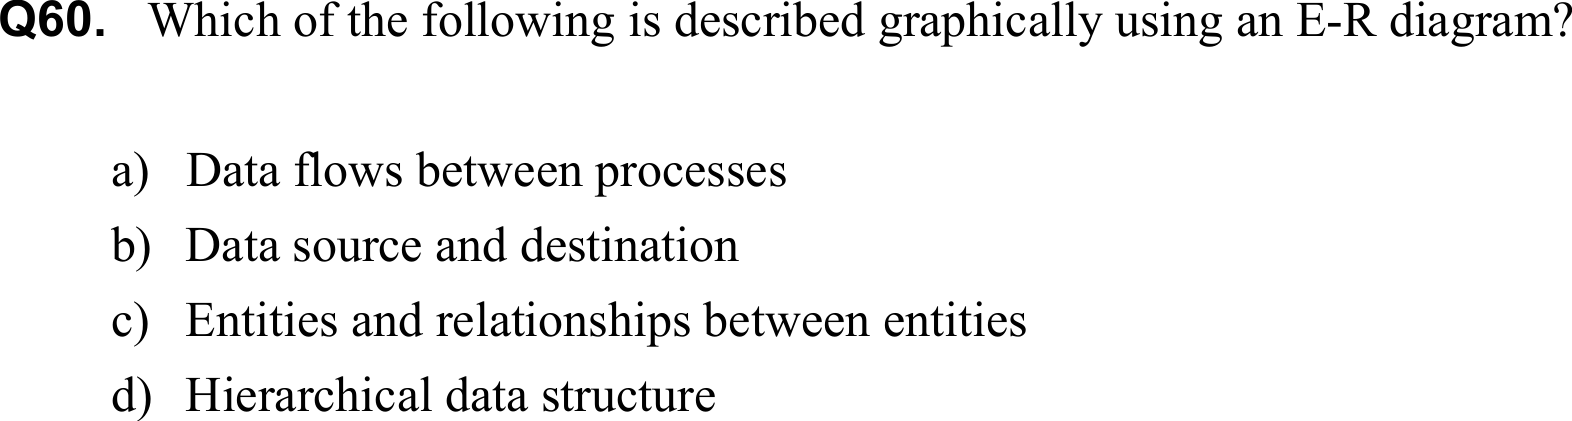 Q60. Which of the following is described graphically using an E-R diagram?
a) Data flows between processes
b) Data source and destination
c) Entities and relationships between entities
d) Hierarchical data structure